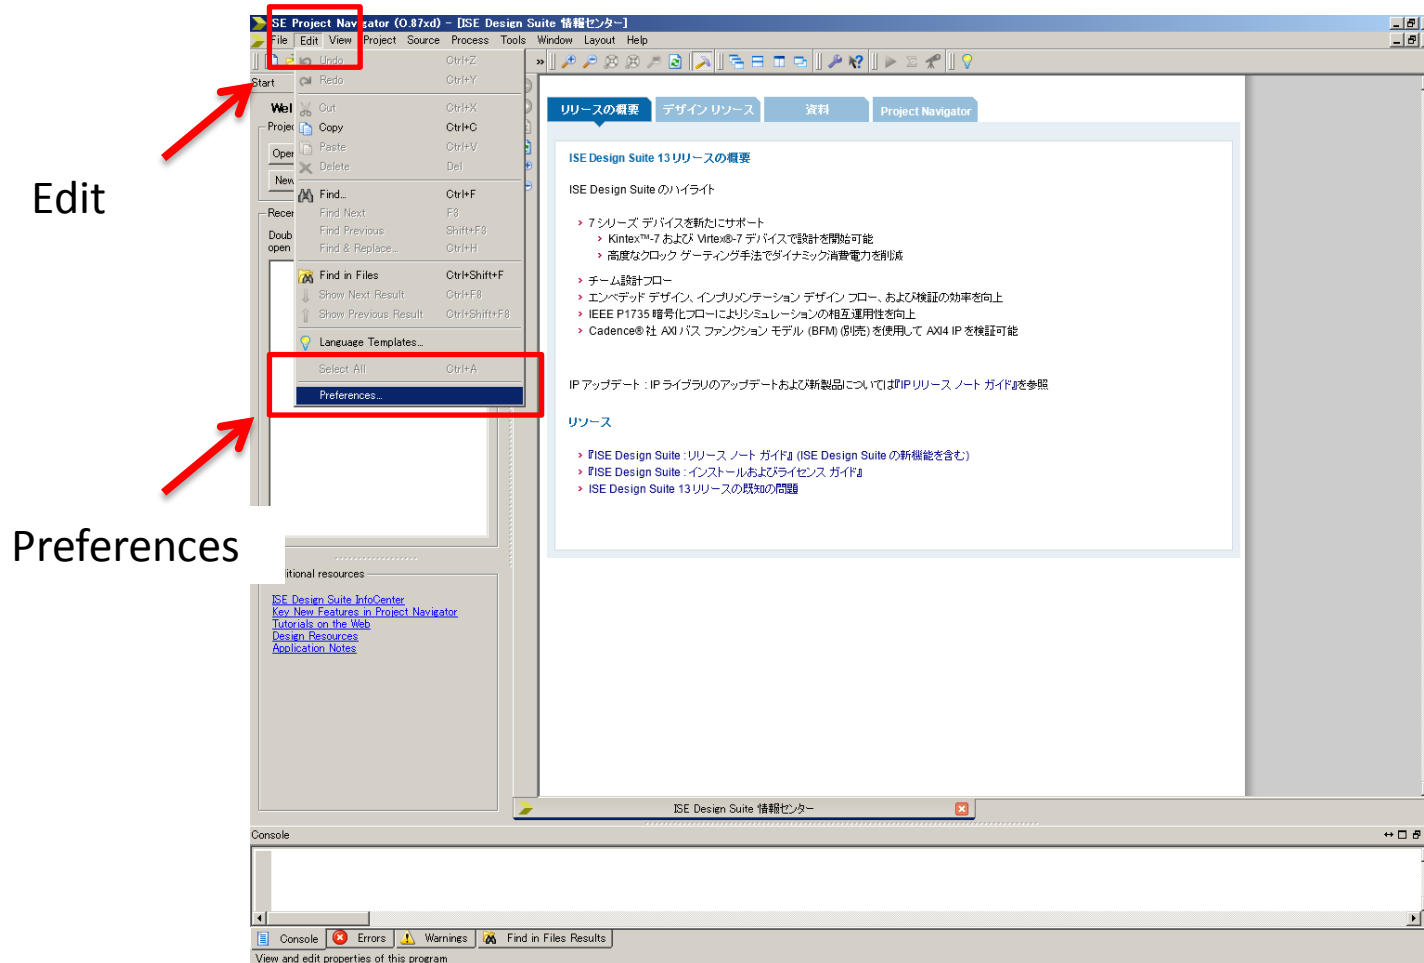 SE Project Navigator (O.87xd) - [ISE Design Suite 情報センター]
File Edit View Project Source Process Tools Window Layout Help
Undo Ctrl+Z
Start
Redo Ctrl+Y
Wel
Cut Ctrl+X
Projec
Copy Ctrl+C
Paste Ctrl+V
Oper
Delete Del
New
Find... Ctrl+F
Recer
Find Next F3
Doub
Find Previous Shift+F3
open
Find & Replace... Ctrl+H
Find in Files Ctrl+Shift+F
Show Next Result Ctrl+F8
Show Previous Result Ctrl+Shift+F8
Language Templates...
Select All Ctrl+A
Preferences...
Edit
Preferences
リリースの概要 デザイン リソース 資料 Project Navigator
ISE Design Suite 13 リリースの概要
ISE Design Suite のハイライト
7 シリーズ デバイスを新たにサポート
Kintex™-7 および Virtex®-7 デバイスで設計を開始可能
高度なクロック ゲーティング手法でダイナミック消費電力を削減
チーム設計フロー
エンベデッド デザイン、インプリメンテーション デザイン フロー、および検証の効率を向上
IEEE P1735 暗号化フローによりシミュレーションの相互運用性を向上
Cadence® 社 AXI バス ファンクション モデル (BFM) (別売) を使用して AXI4 IP を検証可能
IP アップデート : IP ライブラリのアップデートおよび新製品については『IP リリース ノート ガイド』を参照
リソース
『ISE Design Suite : リリース ノート ガイド』 (ISE Design Suite の新機能を含む)
『ISE Design Suite : インストールおよびライセンス ガイド』
ISE Design Suite 13 リリースの既知の問題
itional resources
ISE Design Suite InfoCenter
Key New Features in Project Navigator
Tutorials on the Web
Design Resources
Application Notes
ISE Design Suite 情報センター
Console
Console Errors Warnings Find in Files Results
View and edit properties of this program